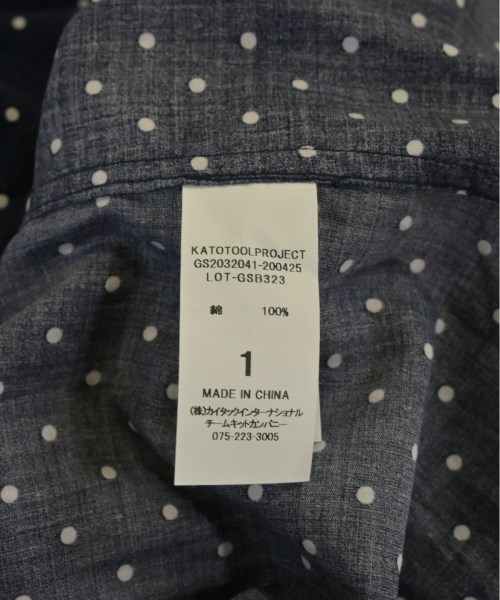 KATOTOOLPROJECT
GS2032041-200425
LOT-GSB323
綿 100%
1
MADE IN CHINA
(株)カイタックインターナショナル
チームキットカンパニー
075-223-3005